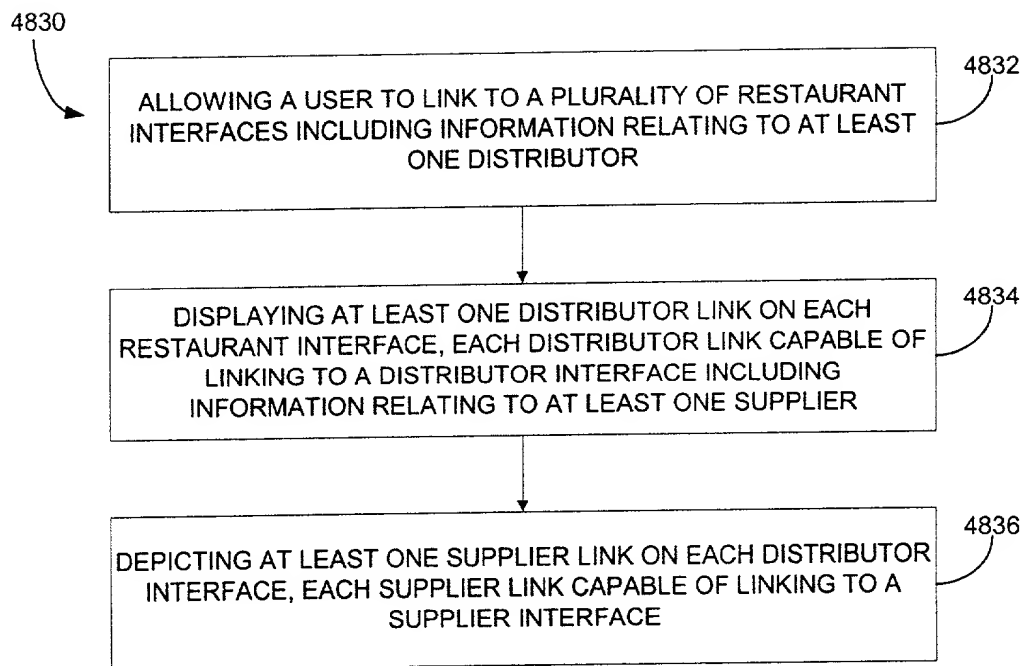 4830
4832
ALLOWING A USER TO LINK TO A PLURALITY OF RESTAURANT
INTERFACES INCLUDING INFORMATION RELATING TO AT LEAST
ONE DISTRIBUTOR
4834
DISPLAYING AT LEAST ONE DISTRIBUTOR LINK ON EACH
RESTAURANT INTERFACE, EACH DISTRIBUTOR LINK CAPABLE OF
LINKING TO A DISTRIBUTOR INTERFACE INCLUDING
INFORMATION RELATING TO AT LEAST ONE SUPPLIER
4836
DEPICTING AT LEAST ONE SUPPLIER LINK ON EACH DISTRIBUTOR
INTERFACE, EACH SUPPLIER LINK CAPABLE OF LINKING TO A
SUPPLIER INTERFACE